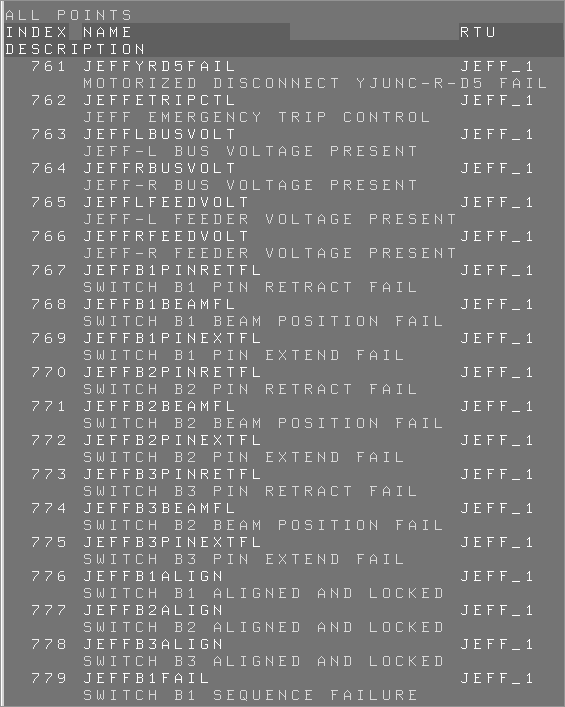 ALL POINTS
INDEX NAME RTU
DESCRIPTION
761 JEFFYRD5FAIL JEFF_1
MOTORIZED DISCONNECT YJUNC-R-D5 FAIL
762 JEFFETRIPCTL JEFF_1
JEFF EMERGENCY TRIP CONTROL
763 JEFFLBUSVOLT JEFF_1
JEFF-L BUS VOLTAGE PRESENT
764 JEFFRBUSVOLT JEFF_1
JEFF-R BUS VOLTAGE PRESENT
765 JEFFLFEEDVOLT JEFF_1
JEFF-L FEEDER VOLTAGE PRESENT
766 JEFFRFEEDVOLT JEFF_1
JEFF-R FEEDER VOLTAGE PRESENT
767 JEFFB1PINRETFL JEFF_1
SWITCH B1 PIN RETRACT FAIL
768 JEFFB1BEAMFL JEFF_1
SWITCH B1 BEAM POSITION FAIL
769 JEFFB1PINEXTFL JEFF_1
SWITCH B1 PIN EXTEND FAIL
770 JEFFB2PINRETFL JEFF_1
SWITCH B2 PIN RETRACT FAIL
771 JEFFB2BEAMFL JEFF_1
SWITCH B2 BEAM POSITION FAIL
772 JEFFB2PINEXTFL JEFF_1
SWITCH B2 PIN EXTEND FAIL
773 JEFFB3PINRETFL JEFF_1
SWITCH B3 PIN RETRACT FAIL
774 JEFFB3BEAMFL JEFF_1
SWITCH B2 BEAM POSITION FAIL
775 JEFFB3PINEXTFL JEFF_1
SWITCH B3 PIN EXTEND FAIL
776 JEFFB1ALIGN JEFF_1
SWITCH B1 ALIGNED AND LOCKED
777 JEFFB2ALIGN JEFF_1
SWITCH B2 ALIGNED AND LOCKED
778 JEFFB3ALIGN JEFF_1
SWITCH B3 ALIGNED AND LOCKED
779 JEFFB1FAIL JEFF_1
SWITCH B1 SEQUENCE FAILURE